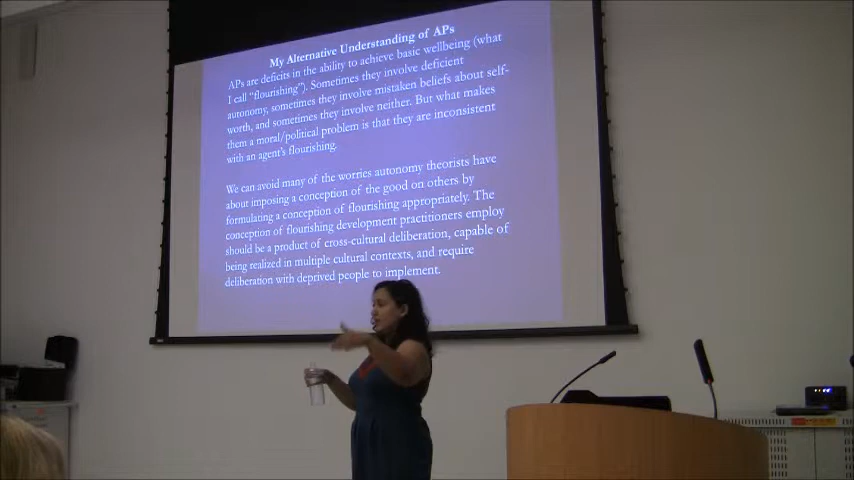 My Alternative Understanding of APs
APs are deficits in the ability to achieve basic wellbeing (what
I call "flourishing"). Sometimes they involve deficient
autonomy, sometimes they involve mistaken beliefs about self-
worth, and sometimes they involve neither. But what makes
them a moral/political problem is that they are inconsistent
with an agent's flourishing.
We can avoid many of the worries autonomy theorists have
about imposing a conception of the good on others by
formulating a conception of flourishing appropriately. The
conception of flourishing development practitioners employ
should be a product of cross-cultural deliberation, capable of
being realized in multiple cultural contexts, and require
deliberation with deprived people to implement.